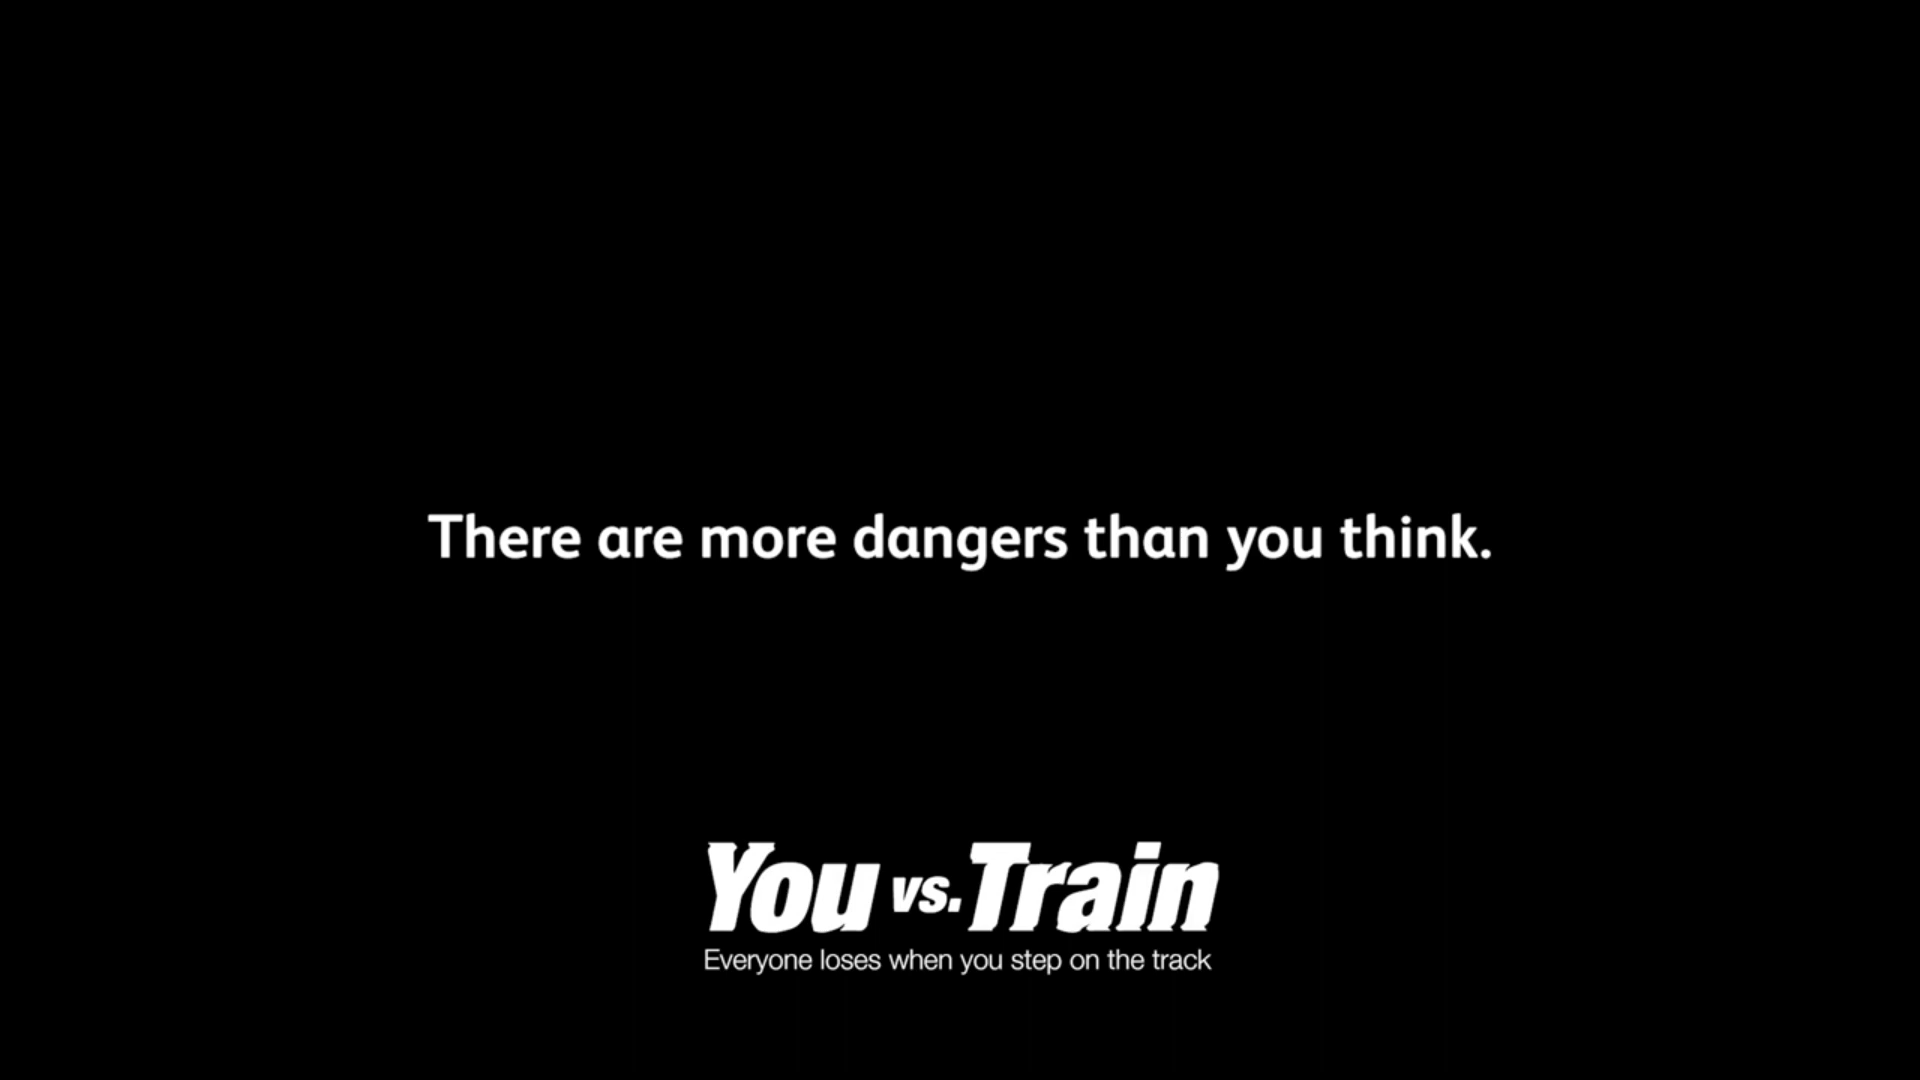 There are more dangers than you think.
You vs. Train
Everyone loses when you step on the track